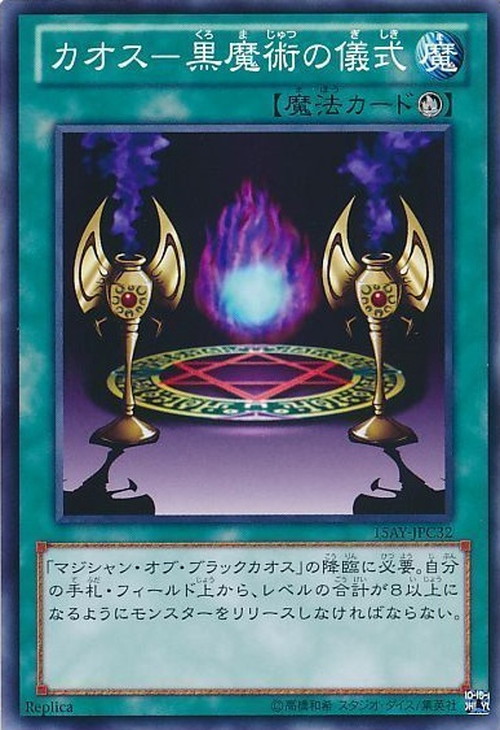 カオス－黒魔術の儀式 魔
【魔法カード】
15AY-JPC32
「マジシャン・オブ・ブラックカオス」の降臨に必要。自分
の手札・フィールド上から、レベルの合計が８以上に
なるようにモンスターをリリースしなければならない。
Replica ©高橋和希 スタジオ・ダイス/集英社